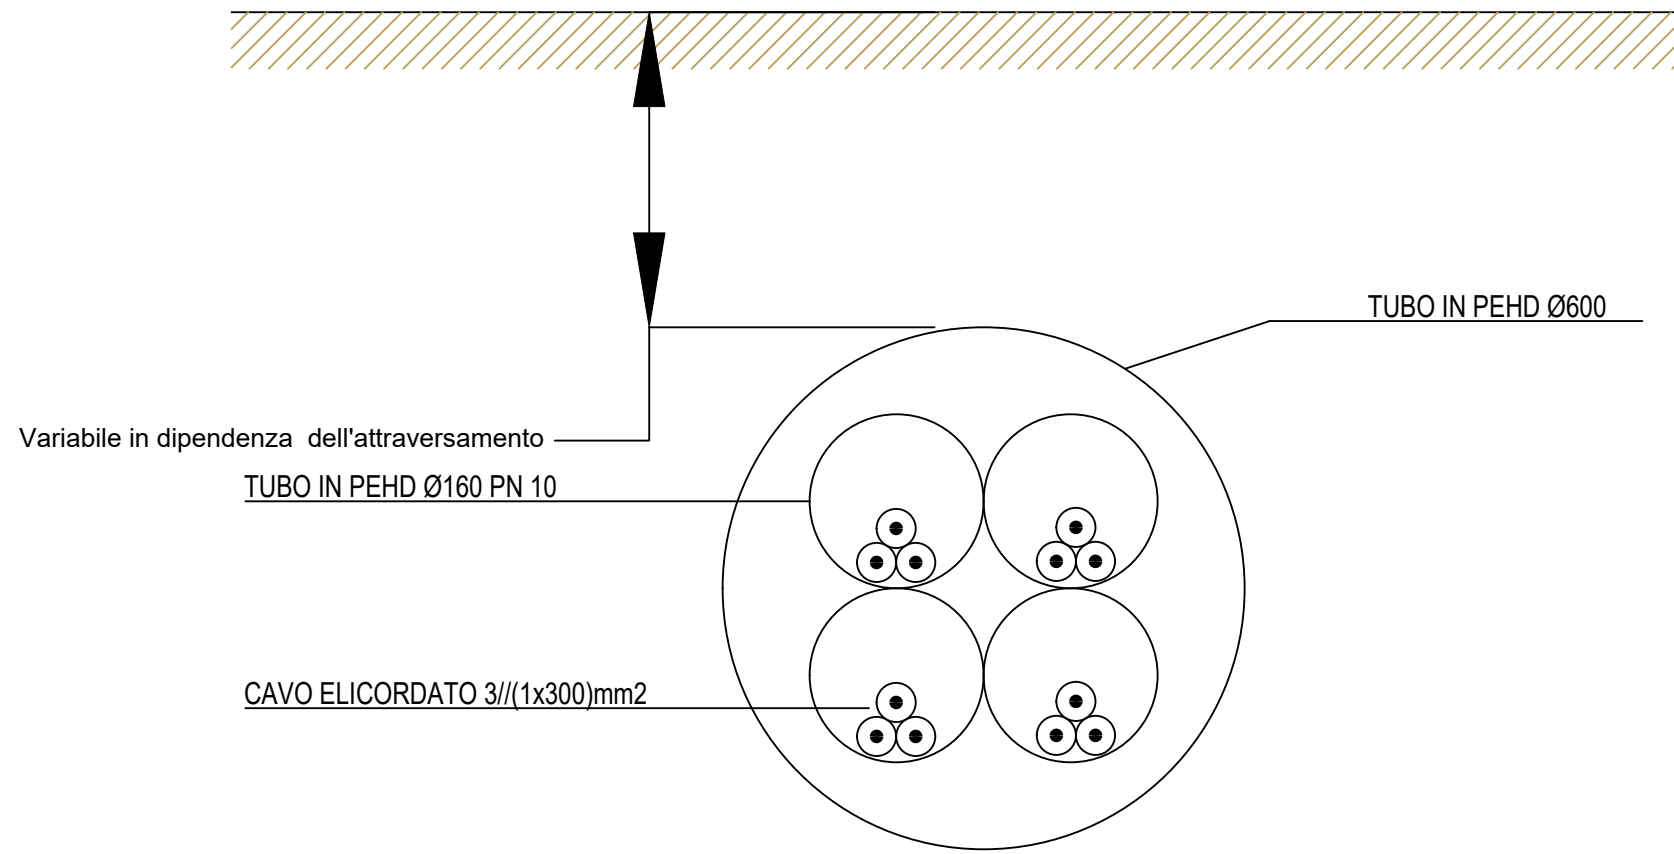 TUBO IN PEHD Ø600
Variabile in dipendenza  dell'attraversamento
TUBO IN PEHD Ø160 PN 10
CAVO ELICORDATO 3//(1x300)mm2